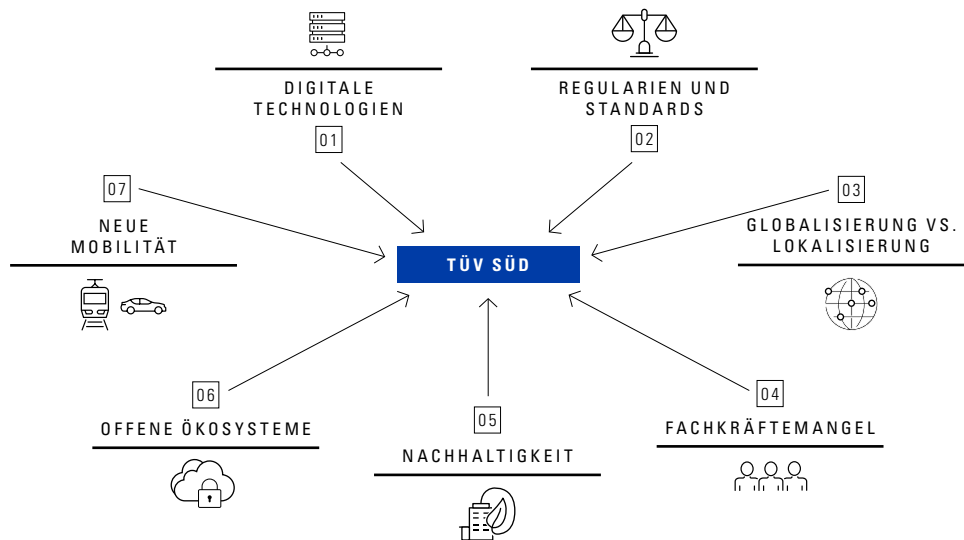 DIGITALE
TECHNOLOGIEN
01
REGULARIEN UND
STANDARDS
02
03
GLOBALISIERUNG VS.
LOKALISIERUNG
04
FACHKRÄFTEMANGEL
05
NACHHALTIGKEIT
06
OFFENE ÖKOSYSTEME
07
NEUE
MOBILITÄT
TÜV SÜD